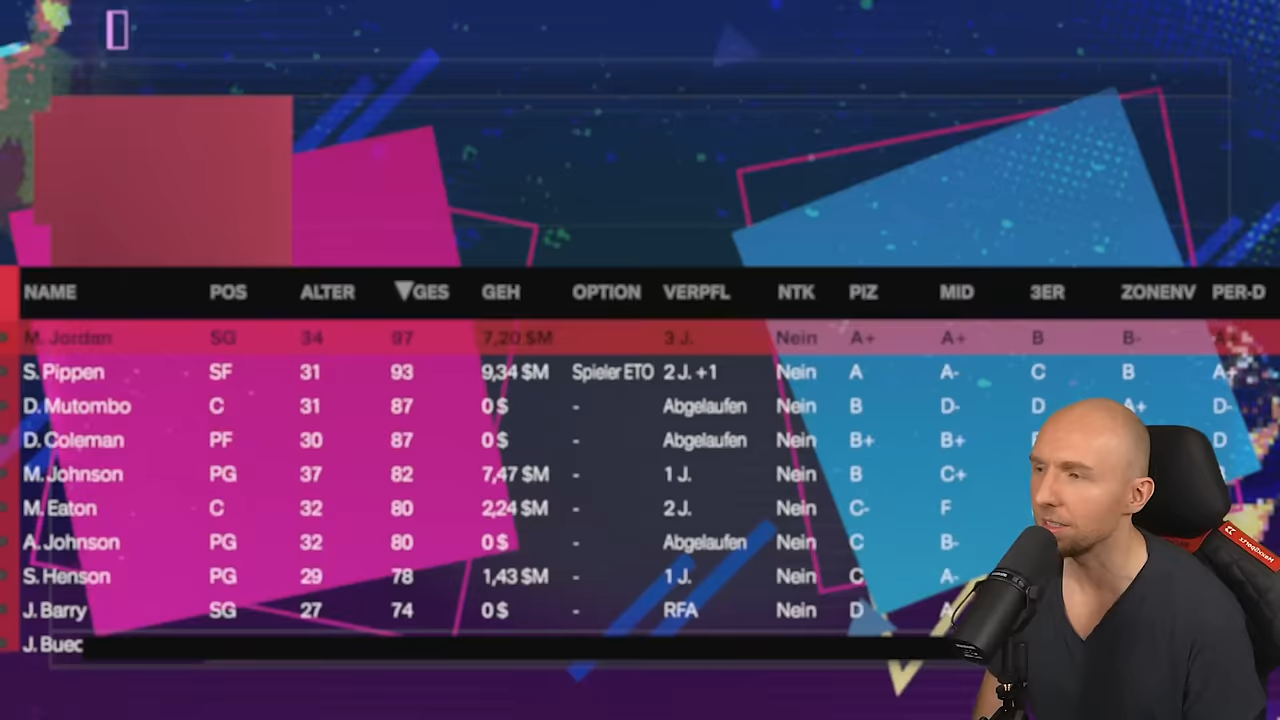 NAME POS ALTER ▼GES GEH OPTION VERPFL NTK PIZ MID 3ER ZONENV PER-D
M. Jordan SG 34 97 7,20 $M 3 J. Nein A+ A+ B B- A+
S. Pippen SF 31 93 9,34 $M Spieler ETO 2 J. +1 Nein A A- C B A+
D. Mutombo C 31 87 0 $ - Abgelaufen Nein B D- D A+ D-
D. Coleman PF 30 87 0 $ - Abgelaufen Nein B+ B+ D
M. Johnson PG 37 82 7,47 $M - 1 J. Nein B C+
M. Eaton C 32 80 2,24 $M - 2 J. Nein C- F
A. Johnson PG 32 80 0 $ - Abgelaufen Nein C B-
S. Henson PG 29 78 1,43 $M - 1 J. Nein C A-
J. Barry SG 27 74 0 $ - RFA Nein D
J. Buec